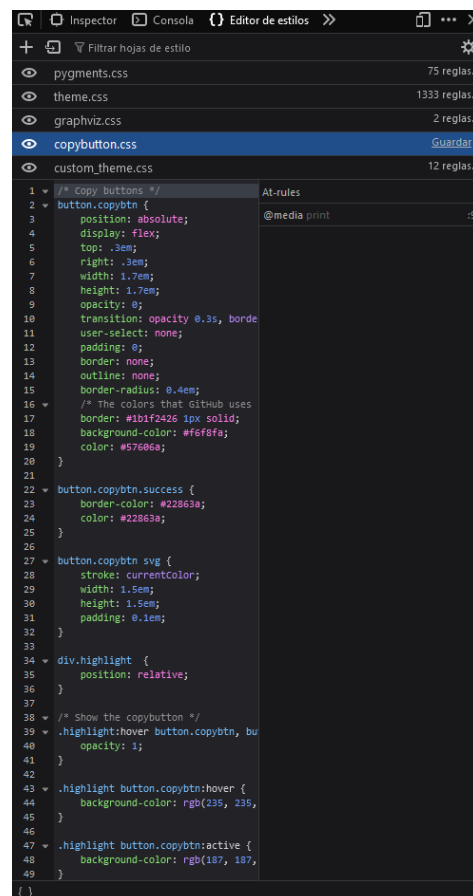 Inspector Consola {} Editor de estilos
Filtrar hojas de estilo
pygments.css 75 reglas.
theme.css 1333 reglas.
graphviz.css 2 reglas.
copybutton.css Guardar
custom_theme.css 12 reglas.
At-rules
@media print :9
1 /* Copy buttons */
2 button.copybtn {
3 position: absolute;
4 display: flex;
5 top: .3em;
6 right: .3em;
7 width: 1.7em;
8 height: 1.7em;
9 opacity: 0;
10 transition: opacity 0.3s, borde
11 user-select: none;
12 padding: 0;
13 border: none;
14 outline: none;
15 border-radius: 0.4em;
16 /* The colors that GitHub uses
17 border: #1b1f2426 1px solid;
18 background-color: #f6f8fa;
19 color: #57606a;
20 }
21
22 button.copybtn.success {
23 border-color: #22863a;
24 color: #22863a;
25 }
26
27 button.copybtn svg {
28 stroke: currentColor;
29 width: 1.5em;
30 height: 1.5em;
31 padding: 0.1em;
32 }
33
34 div.highlight {
35 position: relative;
36 }
37
38 /* Show the copybutton */
39 .highlight:hover button.copybtn, bu
40 opacity: 1;
41 }
42
43 .highlight button.copybtn:hover {
44 background-color: rgb(235, 235,
45 }
46
47 .highlight button.copybtn:active {
48 background-color: rgb(187, 187,
49 }
{ }